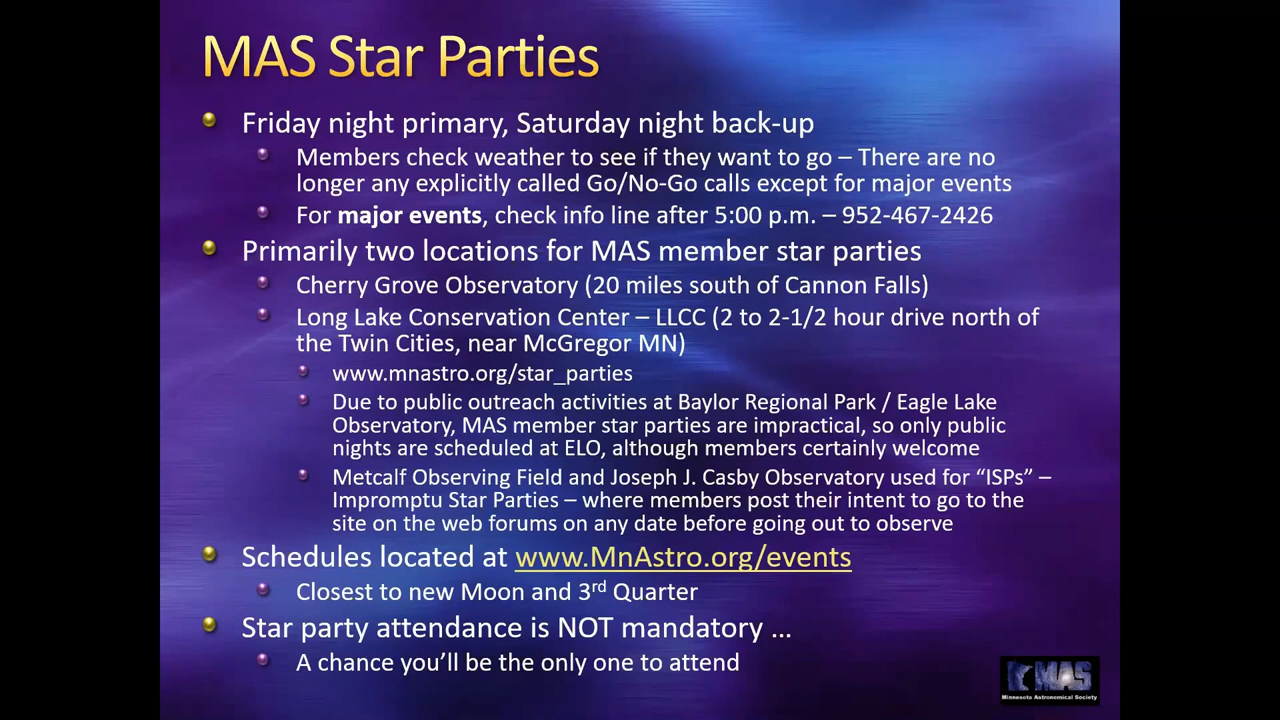 MAS Star Parties
Friday night primary, Saturday night back-up
Members check weather to see if they want to go – There are no
longer any explicitly called Go/No-Go calls except for major events
For major events, check info line after 5:00 p.m. – 952-467-2426
Primarily two locations for MAS member star parties
Cherry Grove Observatory (20 miles south of Cannon Falls)
Long Lake Conservation Center – LLCC (2 to 2-1/2 hour drive north of
the Twin Cities, near McGregor MN)
www.mnastro.org/star_parties
Due to public outreach activities at Baylor Regional Park / Eagle Lake
Observatory, MAS member star parties are impractical, so only public
nights are scheduled at ELO, although members certainly welcome
Metcalf Observing Field and Joseph J. Casby Observatory used for “ISPs” –
Impromptu Star Parties – where members post their intent to go to the
site on the web forums on any date before going out to observe
Schedules located at www.MnAstro.org/events
Closest to new Moon and 3rd Quarter
Star party attendance is NOT mandatory …
A chance you’ll be the only one to attend
MAS
Minnesota Astronomical Society